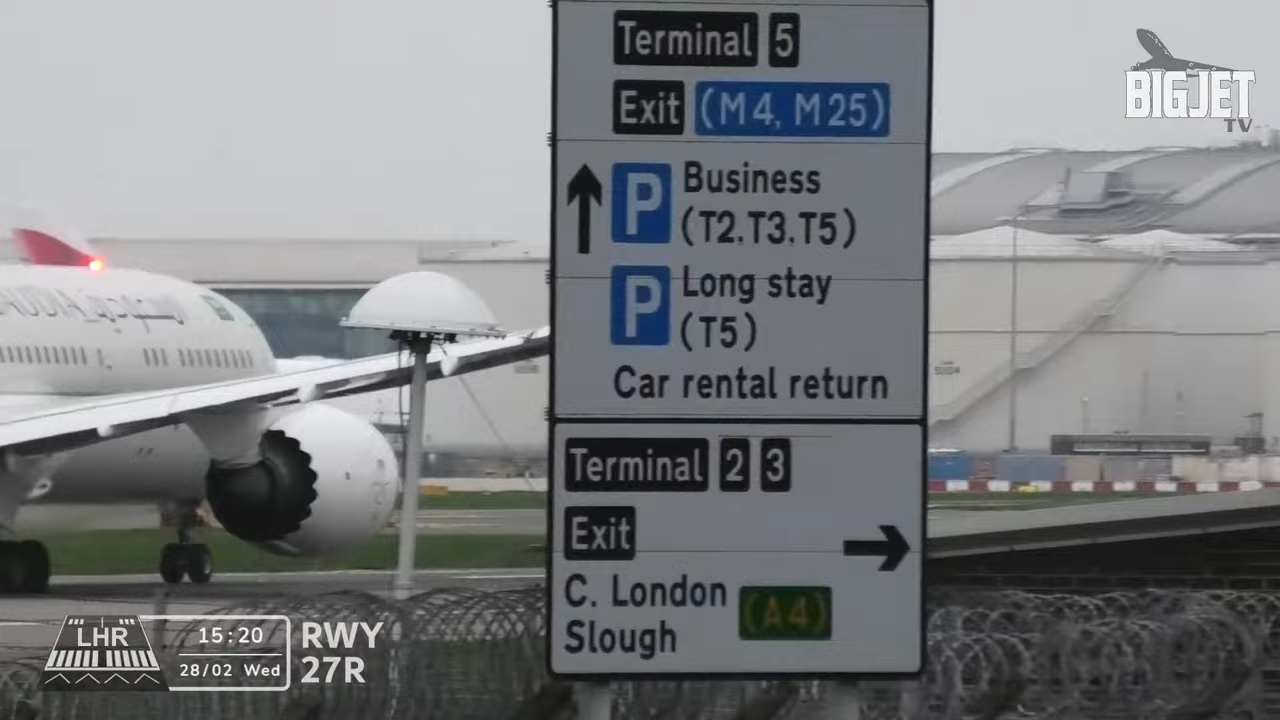 Terminal 5
Exit (M4, M25)
P Business
(T2,T3,T5)
P Long stay
(T5)
Car rental return
Terminal 2 3
Exit
C. London (A4)
Slough
BIGJET
TV
السعودية
LHR
15:20
28/02 Wed
RWY
27R